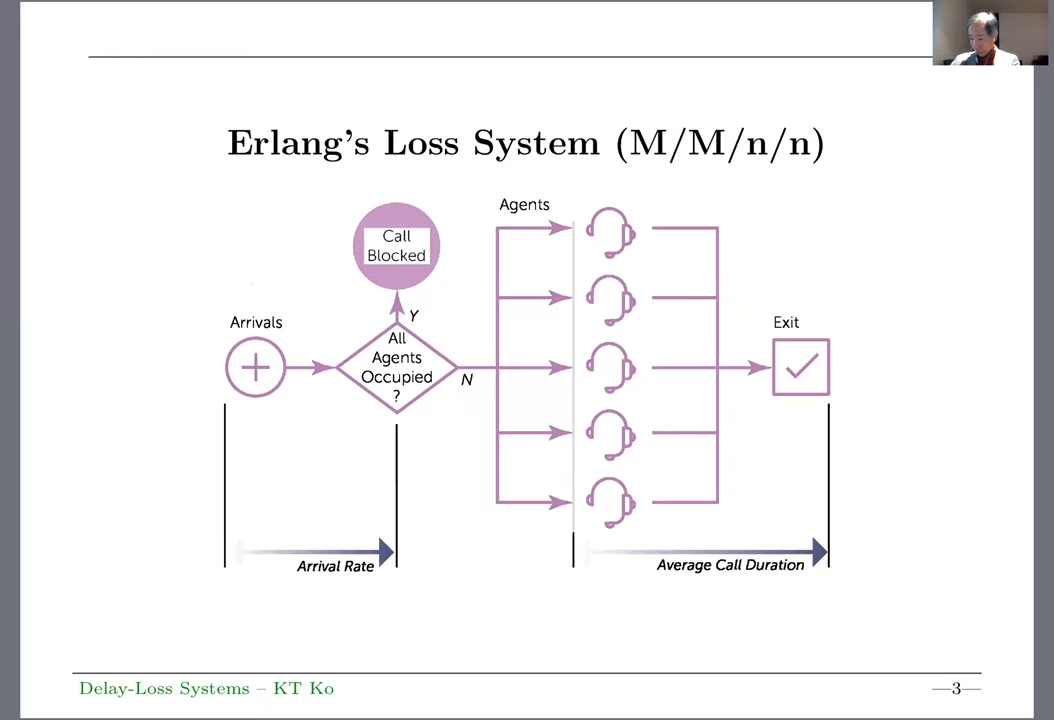 Erlang's Loss System (M/M/n/n)
Agents
Call
Blocked
Y
Arrivals
All
Agents
Occupied
?
N
Exit
Arrival Rate
Average Call Duration
Delay-Loss Systems – KT Ko
—3—